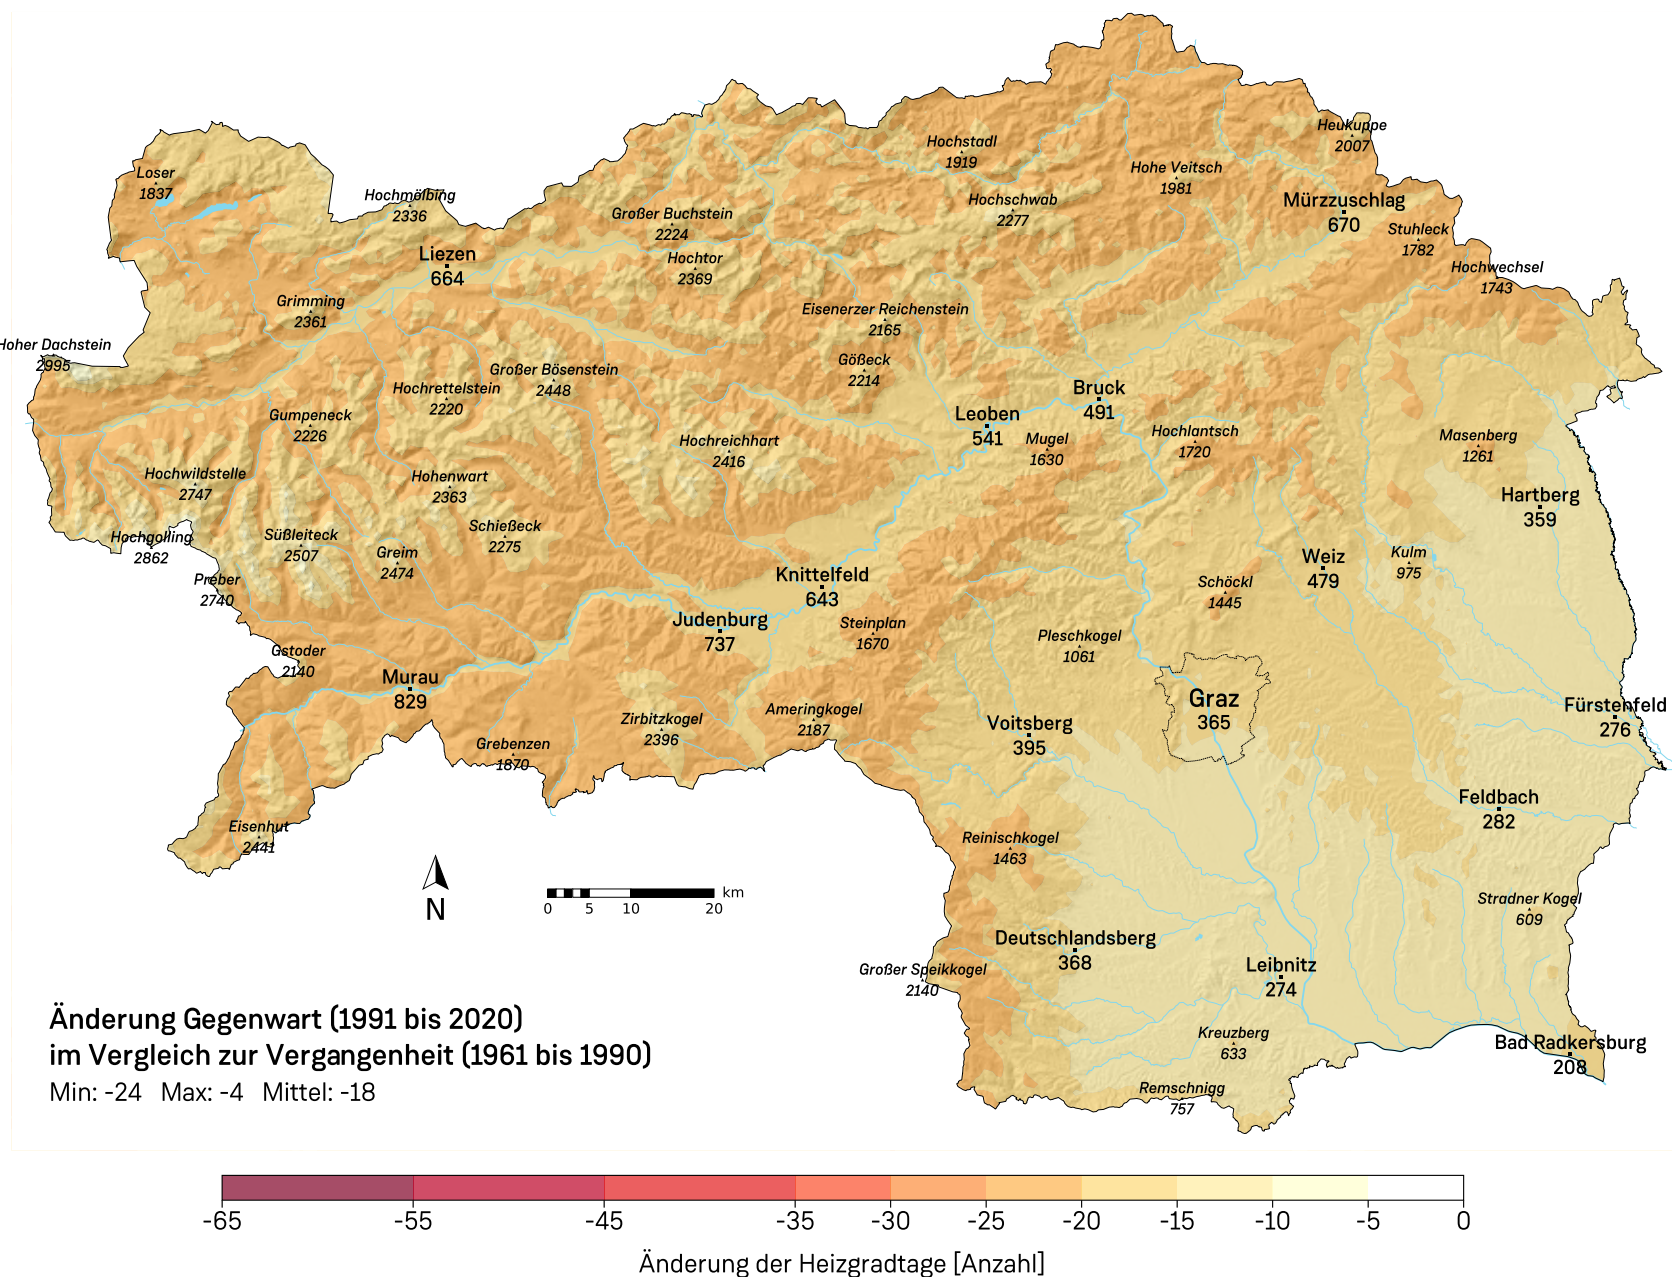 Heukuppe
2007
Hochstadl
1919
Hohe Veitsch
1981
Loser
1837
Hochmölbing
2336
Hochschwab
2277
Mürzzuschlag
670
Großer Buchstein
2224
Stuhleck
1782
Liezen
664
Hochtor
2369
Hochwechsel
1743
Grimming
2361
Eisenerzer Reichenstein
2165
Hoher Dachstein
2995
Gößeck
2214
Großer Bösenstein
2448
Hochrettelstein
2220
Bruck
491
Gumpeneck
2226
Leoben
541
Hochlantsch
1720
Masenberg
1261
Hochreichhart
2416
Mugel
1630
Hochwildstelle
2747
Hohenwart
2363
Hartberg
359
Schießeck
2275
Süßleiteck
2507
Hochgolling
2862
Greim
2474
Weiz
479
Kulm
975
Preber
2740
Knittelfeld
643
Schöckl
1445
Judenburg
737
Steinplan
1670
Pleschkogel
1061
Gstoder
2140
Murau
829
Graz
365
Fürstenfeld
276
Zirbitzkogel
2396
Ameringkogel
2187
Voitsberg
395
Grebenzen
1870
Feldbach
282
Eisenhut
2441
Reinischkogel
1463
N
km
0 5 10 20
Stradner Kogel
609
Deutschlandsberg
368
Großer Speikkogel
2140
Leibnitz
274
Kreuzberg
633
Bad Radkersburg
208
Remschnigg
757
Änderung Gegenwart (1991 bis 2020)
im Vergleich zur Vergangenheit (1961 bis 1990)
Min: -24 Max: -4 Mittel: -18
-65 -55 -45 -35 -30 -25 -20 -15 -10 -5 0
Änderung der Heizgradtage [Anzahl]